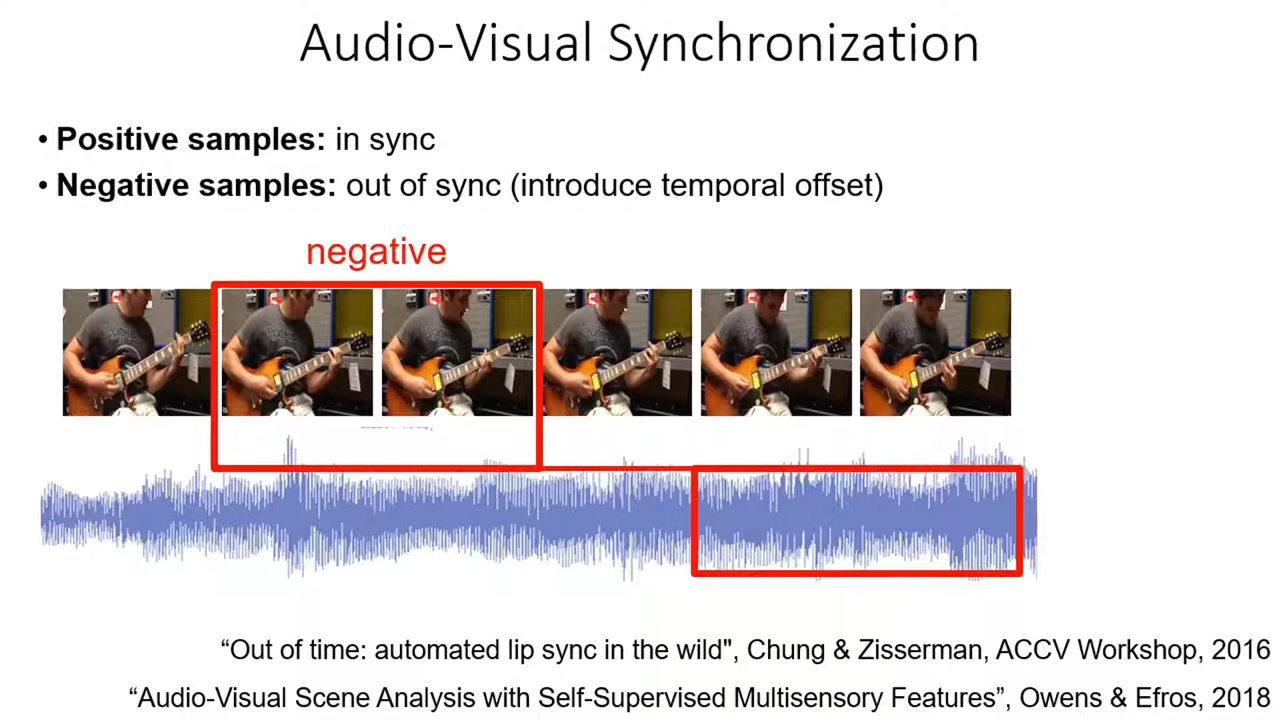 Audio-Visual Synchronization
• Positive samples: in sync
• Negative samples: out of sync (introduce temporal offset)
negative
“Out of time: automated lip sync in the wild", Chung & Zisserman, ACCV Workshop, 2016
“Audio-Visual Scene Analysis with Self-Supervised Multisensory Features”, Owens & Efros, 2018